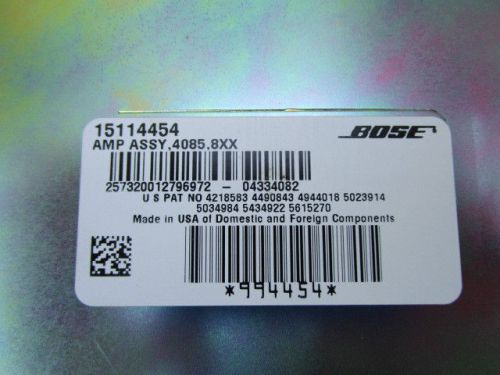 15114454
BOSE
AMP ASSY,4085,8XX
257320012796972 - 04334082
U S PAT NO 4218583 4490843 4944018 5023914
5034984 5434922 5615270
Made in USA of Domestic and Foreign Components
*994454*